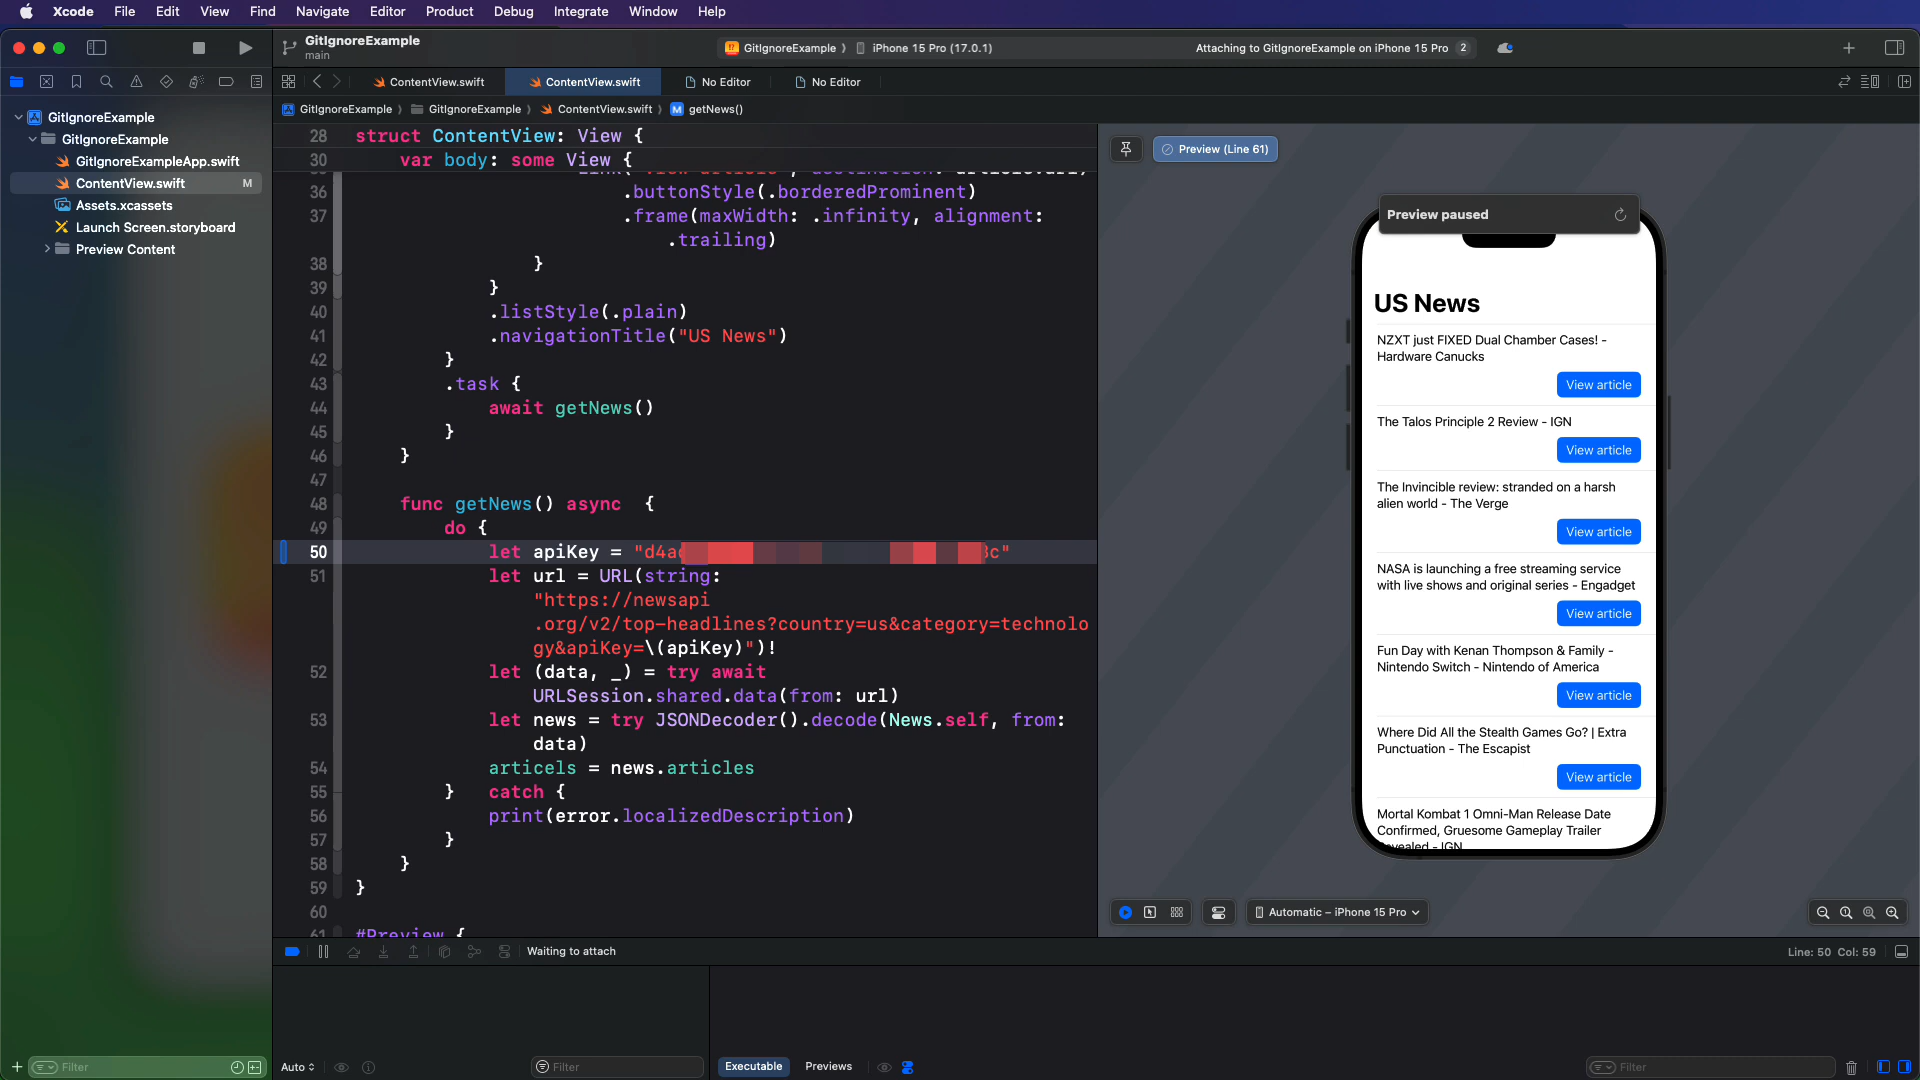 Xcode File Edit View Find Navigate Editor Product Debug Integrate Window Help
GitIgnoreExample
main
GitIgnoreExample 〉 iPhone 15 Pro (17.0.1)
Attaching to GitIgnoreExample on iPhone 15 Pro 2
ContentView.swift ContentView.swift No Editor No Editor
GitIgnoreExample 〉 GitIgnoreExample 〉 ContentView.swift 〉 M getNews()
GitIgnoreExample
GitIgnoreExample
GitIgnoreExampleApp.swift
ContentView.swift M
Assets.xcassets
Launch Screen.storyboard
Preview Content
Filter
28 struct ContentView: View {
30 var body: some View {
36 .buttonStyle(.borderedProminent)
37 .frame(maxWidth: .infinity, alignment:
.trailing)
38 }
39 }
40 .listStyle(.plain)
41 .navigationTitle("US News")
42 }
43 .task {
44 await getNews()
45 }
46 }
47
48 func getNews() async {
49 do {
50 let apiKey = "d4a c"
51 let url = URL(string:
"https://newsapi
.org/v2/top-headlines?country=us&category=technolo
gy&apiKey=\(apiKey)")!
52 let (data, _) = try await
URLSession.shared.data(from: url)
53 let news = try JSONDecoder().decode(News.self, from:
data)
54 articels = news.articles
55 } catch {
56 print(error.localizedDescription)
57 }
58 }
59 }
60
61 #Preview {
Preview (Line 61)
Preview paused
US News
NZXT just FIXED Dual Chamber Cases! -
Hardware Canucks
View article
The Talos Principle 2 Review - IGN
View article
The Invincible review: stranded on a harsh
alien world - The Verge
View article
NASA is launching a free streaming service
with live shows and original series - Engadget
View article
Fun Day with Kenan Thompson & Family -
Nintendo Switch - Nintendo of America
View article
Where Did All the Stealth Games Go? | Extra
Punctuation - The Escapist
View article
Mortal Kombat 1 Omni-Man Release Date
Confirmed, Gruesome Gameplay Trailer
Revealed - IGN
Automatic – iPhone 15 Pro
Waiting to attach
Line: 50 Col: 59
Auto
Filter
Executable Previews
Filter